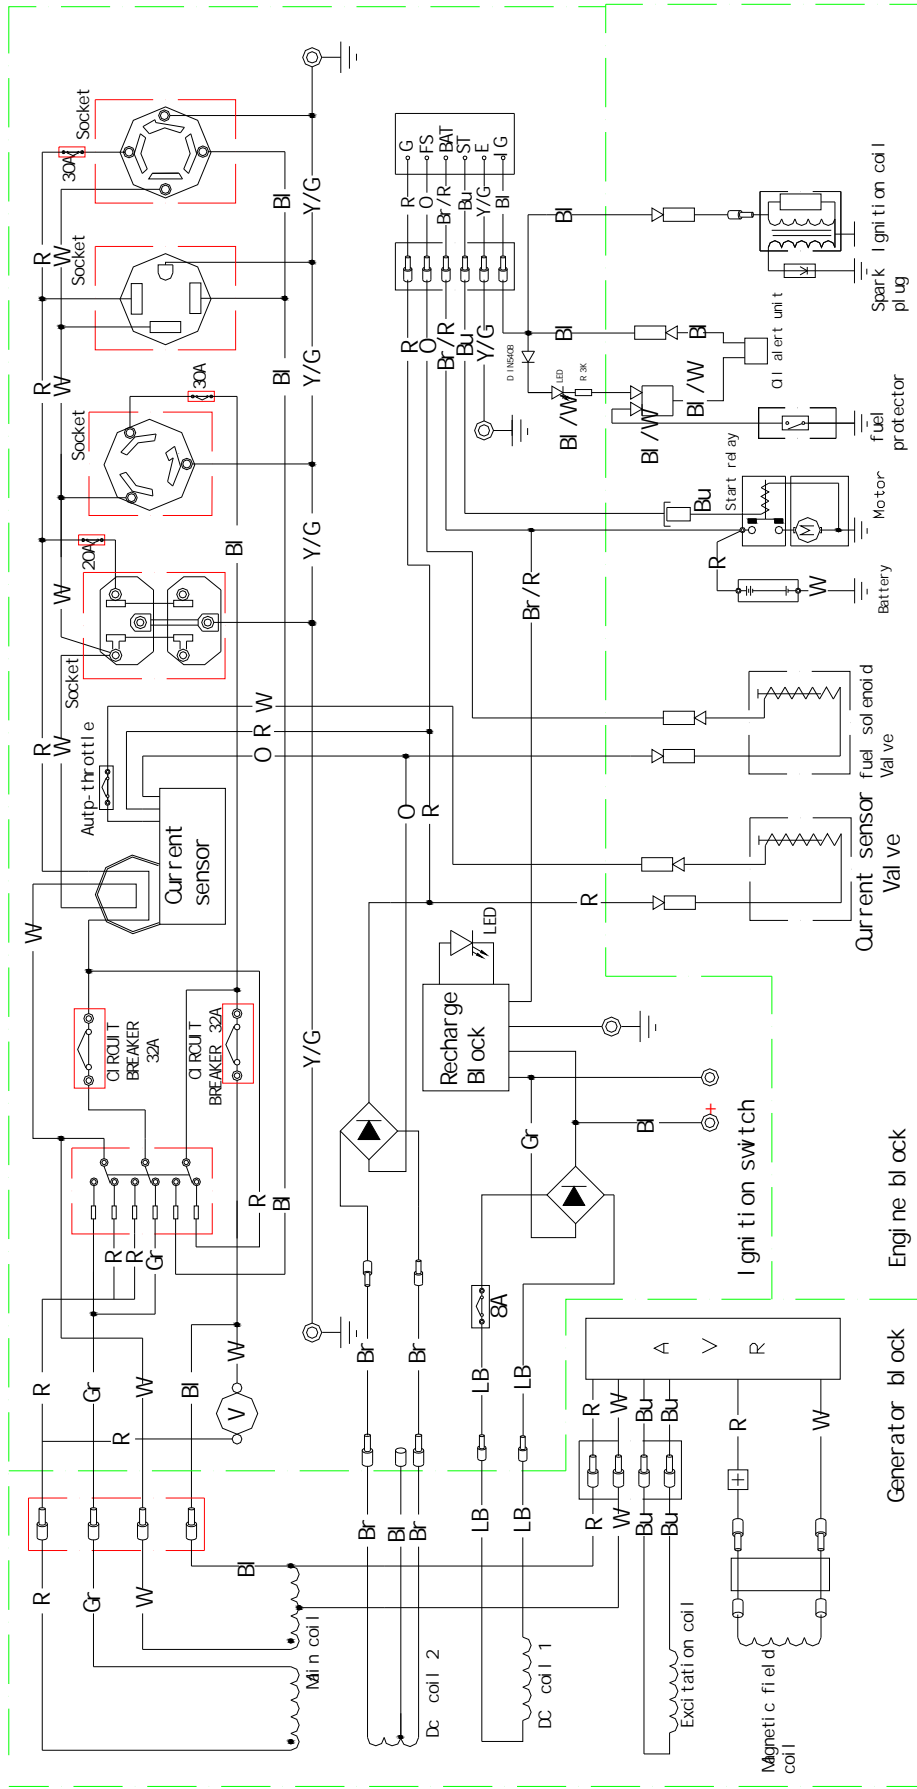 R
R
R
R
R
W
W
W
W
W
30A
Socket
Socket
Socket
Socket
Autp-throttle
20A
Gr
Gr
CIRCUIT
BREAKER
32A
R
R
R
Gr
W
W
Current
sensor
Bl
CIRCUIT
BREAKER 32A
30A
V
W
Bl
Bl
R
O
R
W
Bl
Bl
Bl
Y/G
Y/G
Y/G
Y/G
Main coil
Br
Br
Bl
Br
Br
O
R
R
O
Br/R
Bu
Y/G
R
O
Br/R
Bu
Y/G
Bl
G
FS
BAT
ST
E
IG
Dc coil 2
Recharge
Block
LED
LB
LB
8A
LB
LB
Gr
Br/R
DIN5408
LED
R 3K
Bl
Bl/W
DC coil 1
R
R
W
W
Bu
Bu
Bu
Bu
Bl
+
R
Bl/W
Bl
Bl/W
A V R
Excitation coil
Bu
R
Start relay
R
W
W
Ignition switch
M
Oil alert unit
Magnetic field
coil
Current sensor
Valve
fuel solenoid
Valve
Battery
Motor
fuel
protector
Spark
plug
Ignition coil
Generator block
Engine block